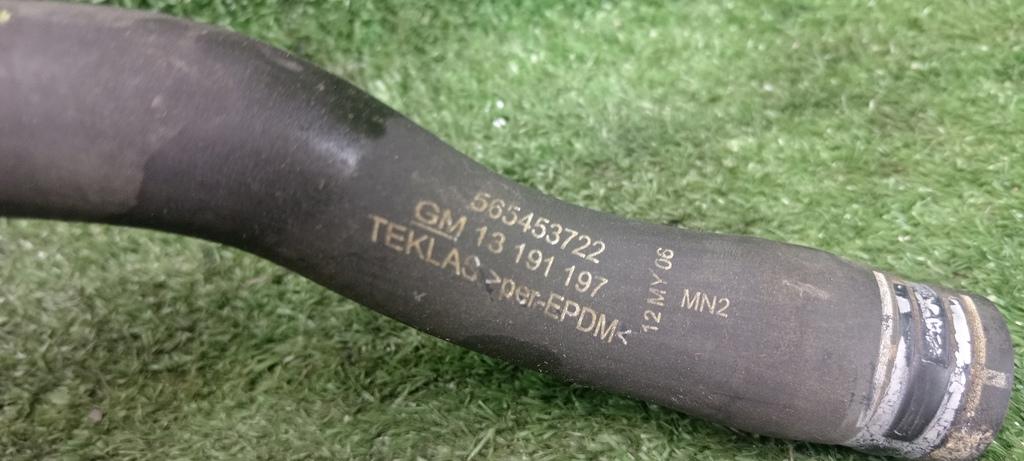 565453722
GM 13 191 197
TEKLAS >per-EPDM<
12 MY 06
MN2